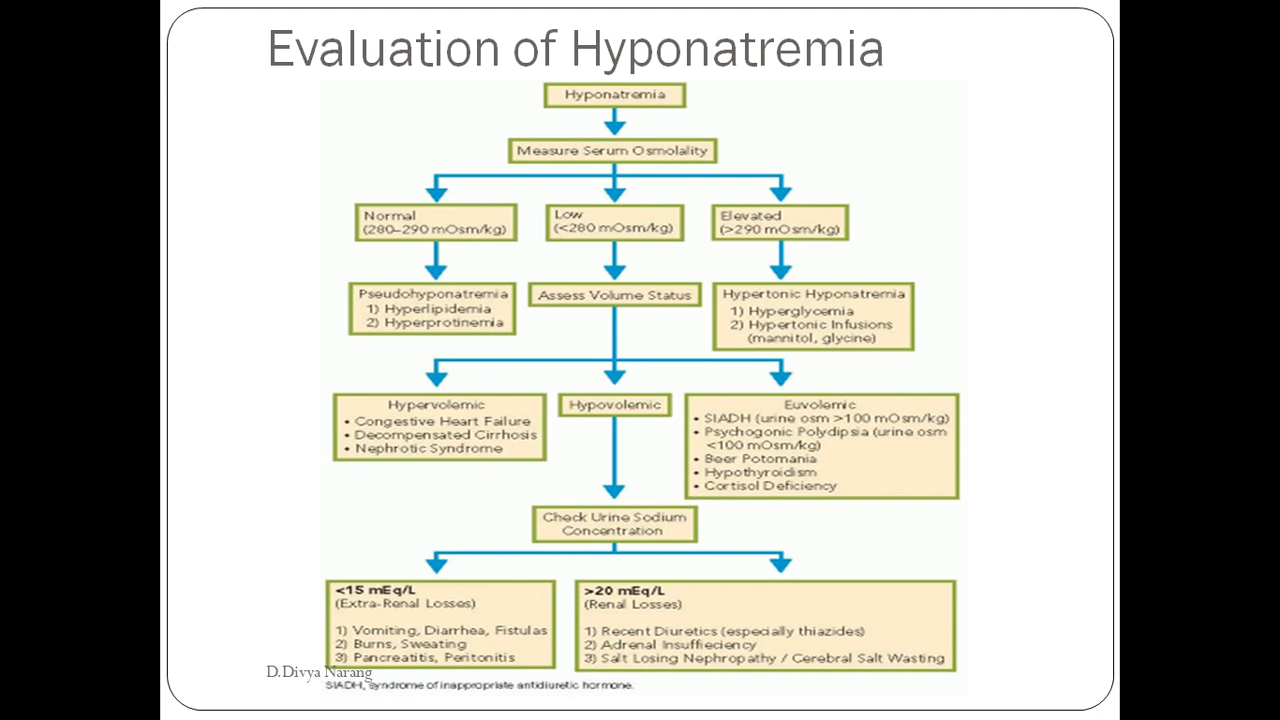 Evaluation of Hyponatremia
Hyponatremia
Measure Serum Osmolality
Normal
(280–290 mOsm/kg)
Low
(<280 mOsm/kg)
Elevated
(>290 mOsm/kg)
Pseudohyponatremia
1) Hyperlipidemia
2) Hyperprotinemia
Assess Volume Status
Hypertonic Hyponatremia
1) Hyperglycemia
2) Hypertonic Infusions
(mannitol, glycine)
Hypervolemic
• Congestive Heart Failure
• Decompensated Cirrhosis
• Nephrotic Syndrome
Hypovolemic
Euvolemic
• SIADH (urine osm >100 mOsm/kg)
• Psychogonic Polydipsia (urine osm
<100 mOsm/kg)
• Beer Potomania
• Hypothyroidism
• Cortisol Deficiency
Check Urine Sodium
Concentration
<15 mEq/L
(Extra-Renal Losses)
1) Vomiting, Diarrhea, Fistulas
2) Burns, Sweating
3) Pancreatitis, Peritonitis
>20 mEq/L
(Renal Losses)
1) Recent Diuretics (especially thiazides)
2) Adrenal Insuffieciency
3) Salt Losing Nephropathy / Cerebral Salt Wasting
D.Divya Narang
SIADH, syndrome of inappropriate antidiuretic hormone.